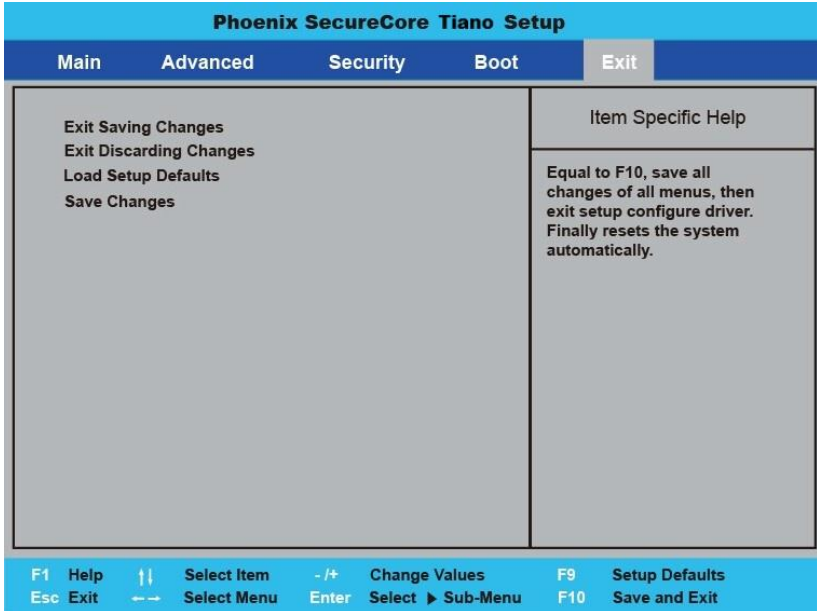 Phoenix SecureCore Tiano Setup
Main Advanced Security Boot Exit
Exit Saving Changes
Exit Discarding Changes
Load Setup Defaults
Save Changes
Item Specific Help
Equal to F10, save all
changes of all menus, then
exit setup configure driver.
Finally resets the system
automatically.
F1 Help ↑↓ Select Item -/+ Change Values F9 Setup Defaults
Esc Exit ←→ Select Menu Enter Select ▶ Sub-Menu F10 Save and Exit